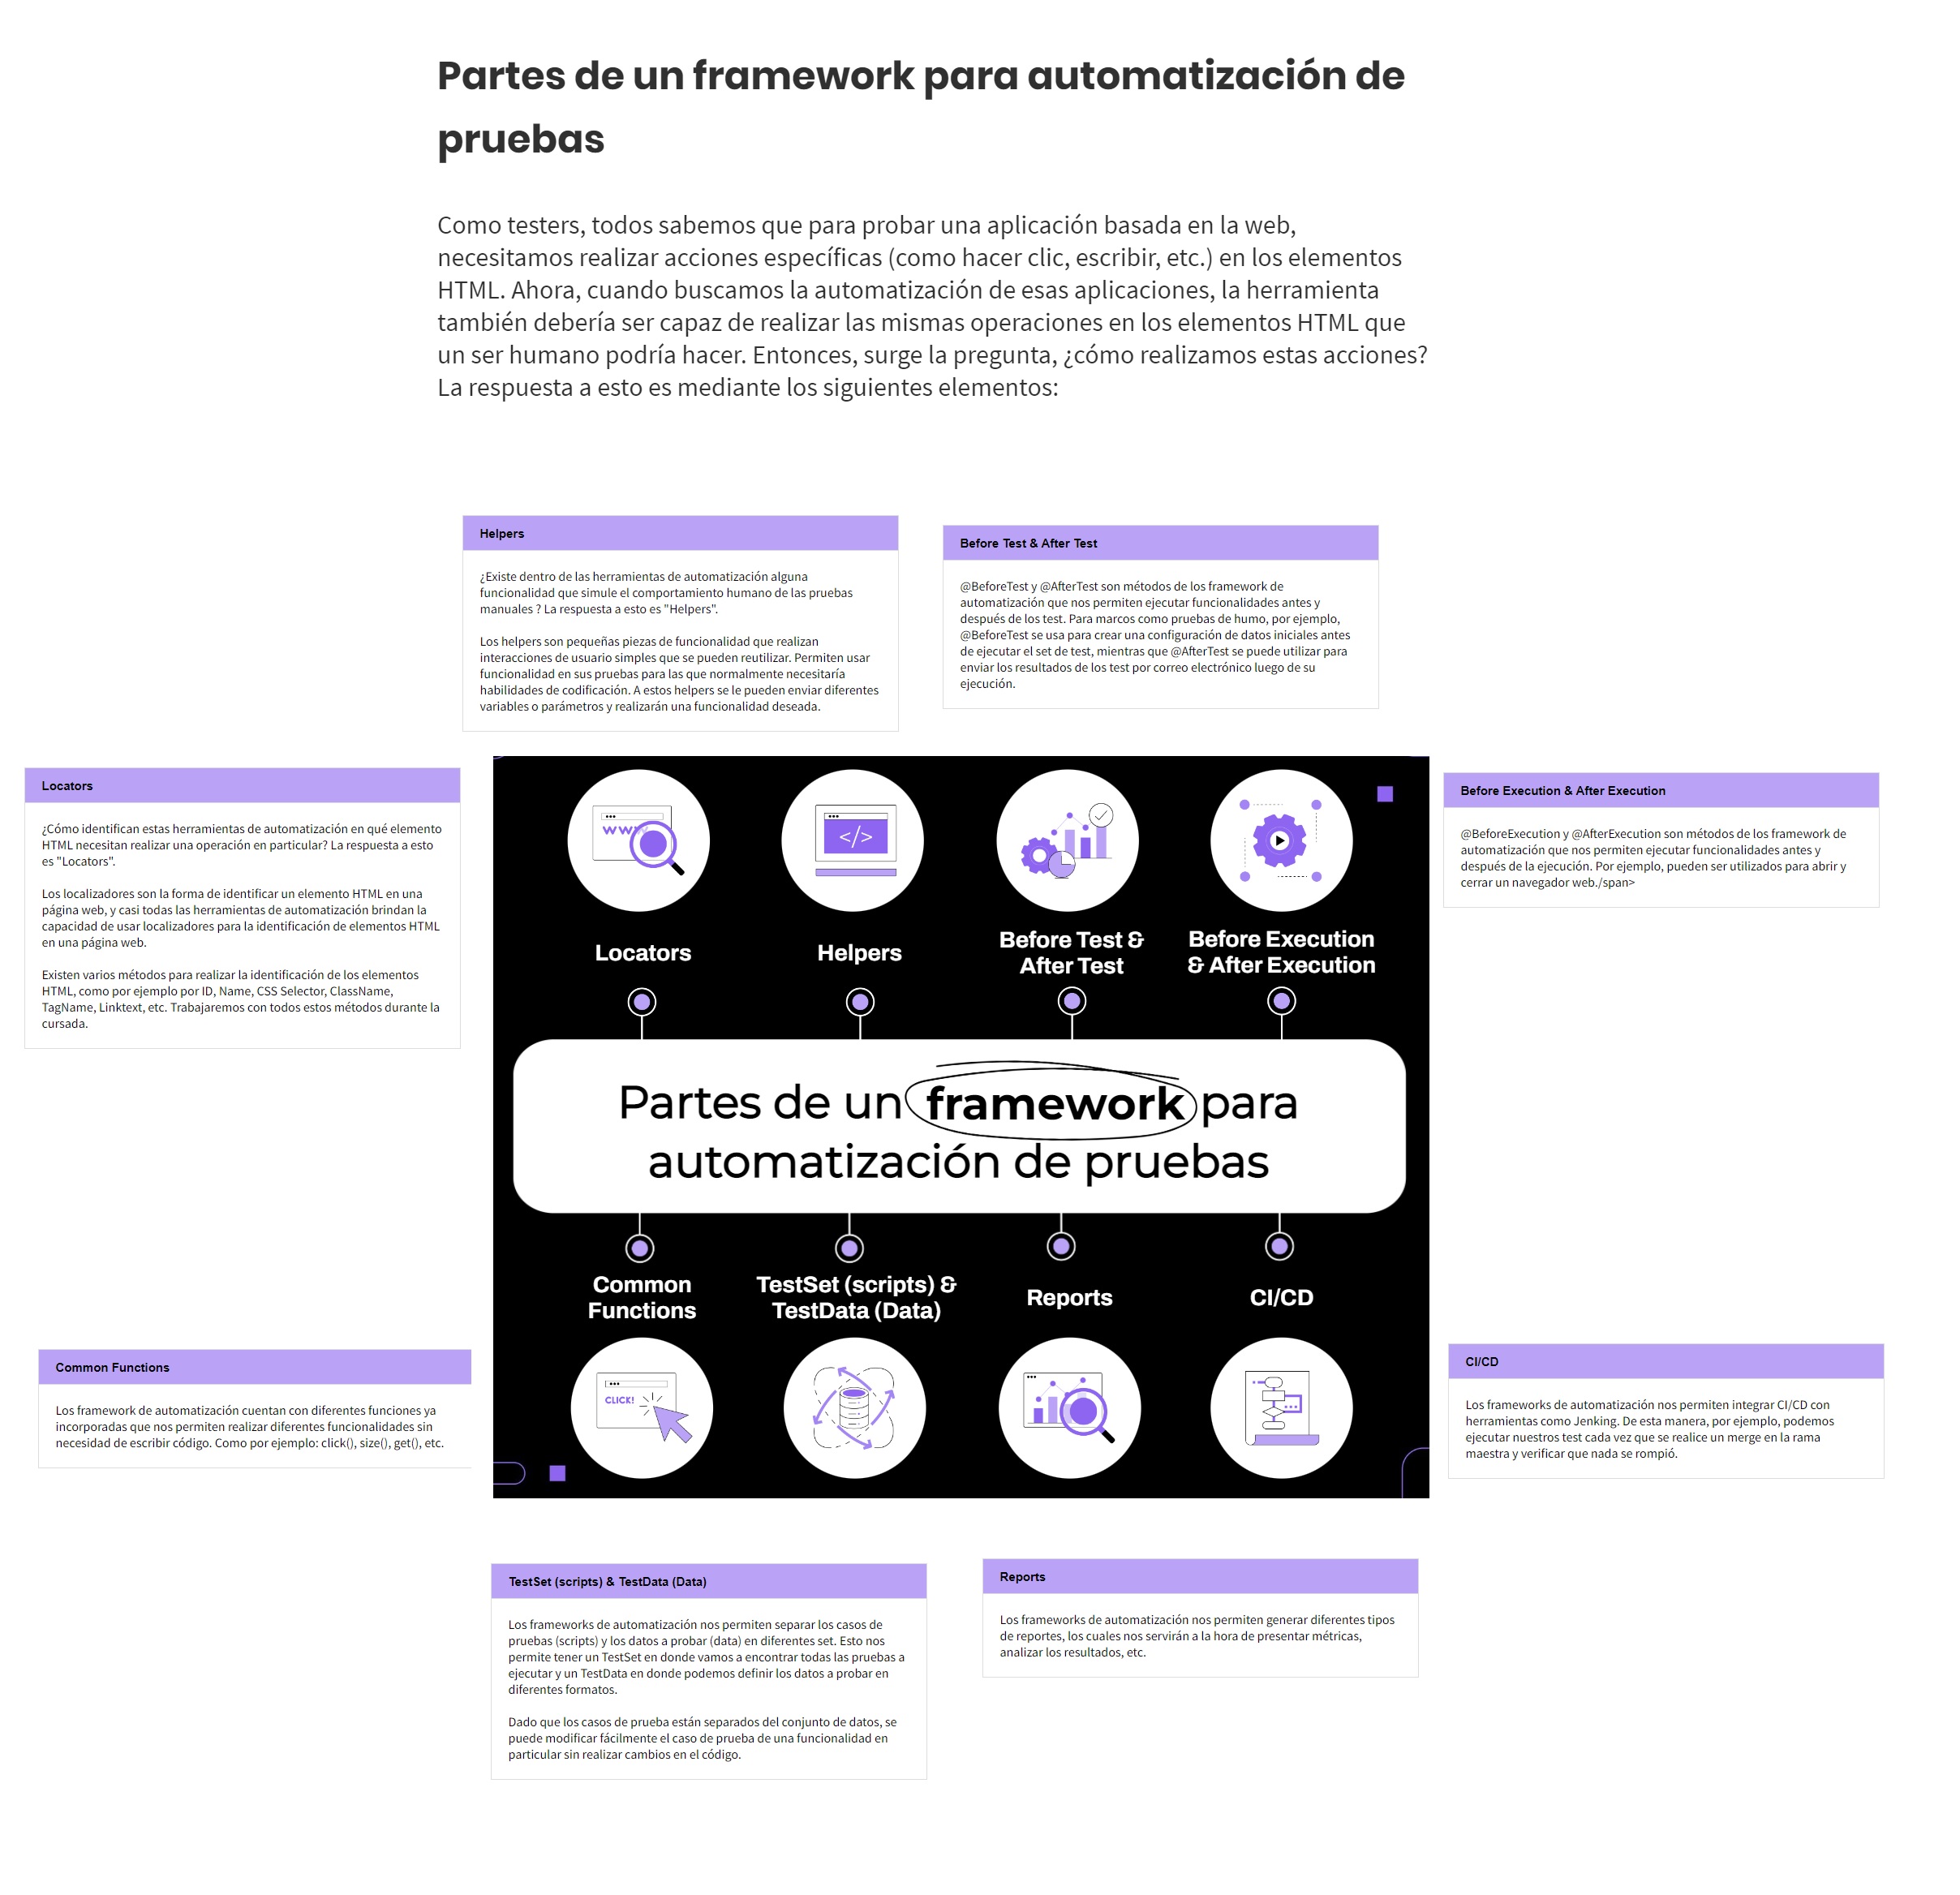 Partes de un framework para automatización de
pruebas
Como testers, todos sabemos que para probar una aplicación basada en la web,
necesitamos realizar acciones específicas (como hacer clic, escribir, etc.) en los elementos
HTML. Ahora, cuando buscamos la automatización de esas aplicaciones, la herramienta
también debería ser capaz de realizar las mismas operaciones en los elementos HTML que
un ser humano podría hacer. Entonces, surge la pregunta, ¿cómo realizamos estas acciones?
La respuesta a esto es mediante los siguientes elementos:
Helpers
¿Existe dentro de las herramientas de automatización alguna
funcionalidad que simule el comportamiento humano de las pruebas
manuales ? La respuesta a esto es "Helpers".
Los helpers son pequeñas piezas de funcionalidad que realizan
interacciones de usuario simples que se pueden reutilizar. Permiten usar
funcionalidad en sus pruebas para las que normalmente necesitaría
habilidades de codificación. A estos helpers se le pueden enviar diferentes
variables o parámetros y realizarán una funcionalidad deseada.
Before Test & After Test
@BeforeTest y @AfterTest son métodos de los framework de
automatización que nos permiten ejecutar funcionalidades antes y
después de los test. Para marcos como pruebas de humo, por ejemplo,
@BeforeTest se usa para crear una configuración de datos iniciales antes
de ejecutar el set de test, mientras que @AfterTest se puede utilizar para
enviar los resultados de los test por correo electrónico luego de su
ejecución.
Locators
¿Cómo identifican estas herramientas de automatización en qué elemento
HTML necesitan realizar una operación en particular? La respuesta a esto
es "Locators".
Los localizadores son la forma de identificar un elemento HTML en una
página web, y casi todas las herramientas de automatización brindan la
capacidad de usar localizadores para la identificación de elementos HTML
en una página web.
Existen varios métodos para realizar la identificación de los elementos
HTML, como por ejemplo por ID, Name, CSS Selector, ClassName,
TagName, Linktext, etc. Trabajaremos con todos estos métodos durante la
cursada.
Before Execution & After Execution
@BeforeExecution y @AfterExecution son métodos de los framework de
automatización que nos permiten ejecutar funcionalidades antes y
después de la ejecución. Por ejemplo, pueden ser utilizados para abrir y
cerrar un navegador web./span>
www
</>
Locators
Helpers
Before Test &
After Test
Before Execution
& After Execution
Partes de un framework para
automatización de pruebas
Common
Functions
TestSet (scripts) &
TestData (Data)
Reports
CI/CD
CLICK!
Common Functions
Los framework de automatización cuentan con diferentes funciones ya
incorporadas que nos permiten realizar diferentes funcionalidades sin
necesidad de escribir código. Como por ejemplo: click(), size(), get(), etc.
CI/CD
Los frameworks de automatización nos permiten integrar CI/CD con
herramientas como Jenking. De esta manera, por ejemplo, podemos
ejecutar nuestros test cada vez que se realice un merge en la rama
maestra y verificar que nada se rompió.
TestSet (scripts) & TestData (Data)
Los frameworks de automatización nos permiten separar los casos de
pruebas (scripts) y los datos a probar (data) en diferentes set. Esto nos
permite tener un TestSet en donde vamos a encontrar todas las pruebas a
ejecutar y un TestData en donde podemos definir los datos a probar en
diferentes formatos.
Dado que los casos de prueba están separados del conjunto de datos, se
puede modificar fácilmente el caso de prueba de una funcionalidad en
particular sin realizar cambios en el código.
Reports
Los frameworks de automatización nos permiten generar diferentes tipos
de reportes, los cuales nos servirán a la hora de presentar métricas,
analizar los resultados, etc.